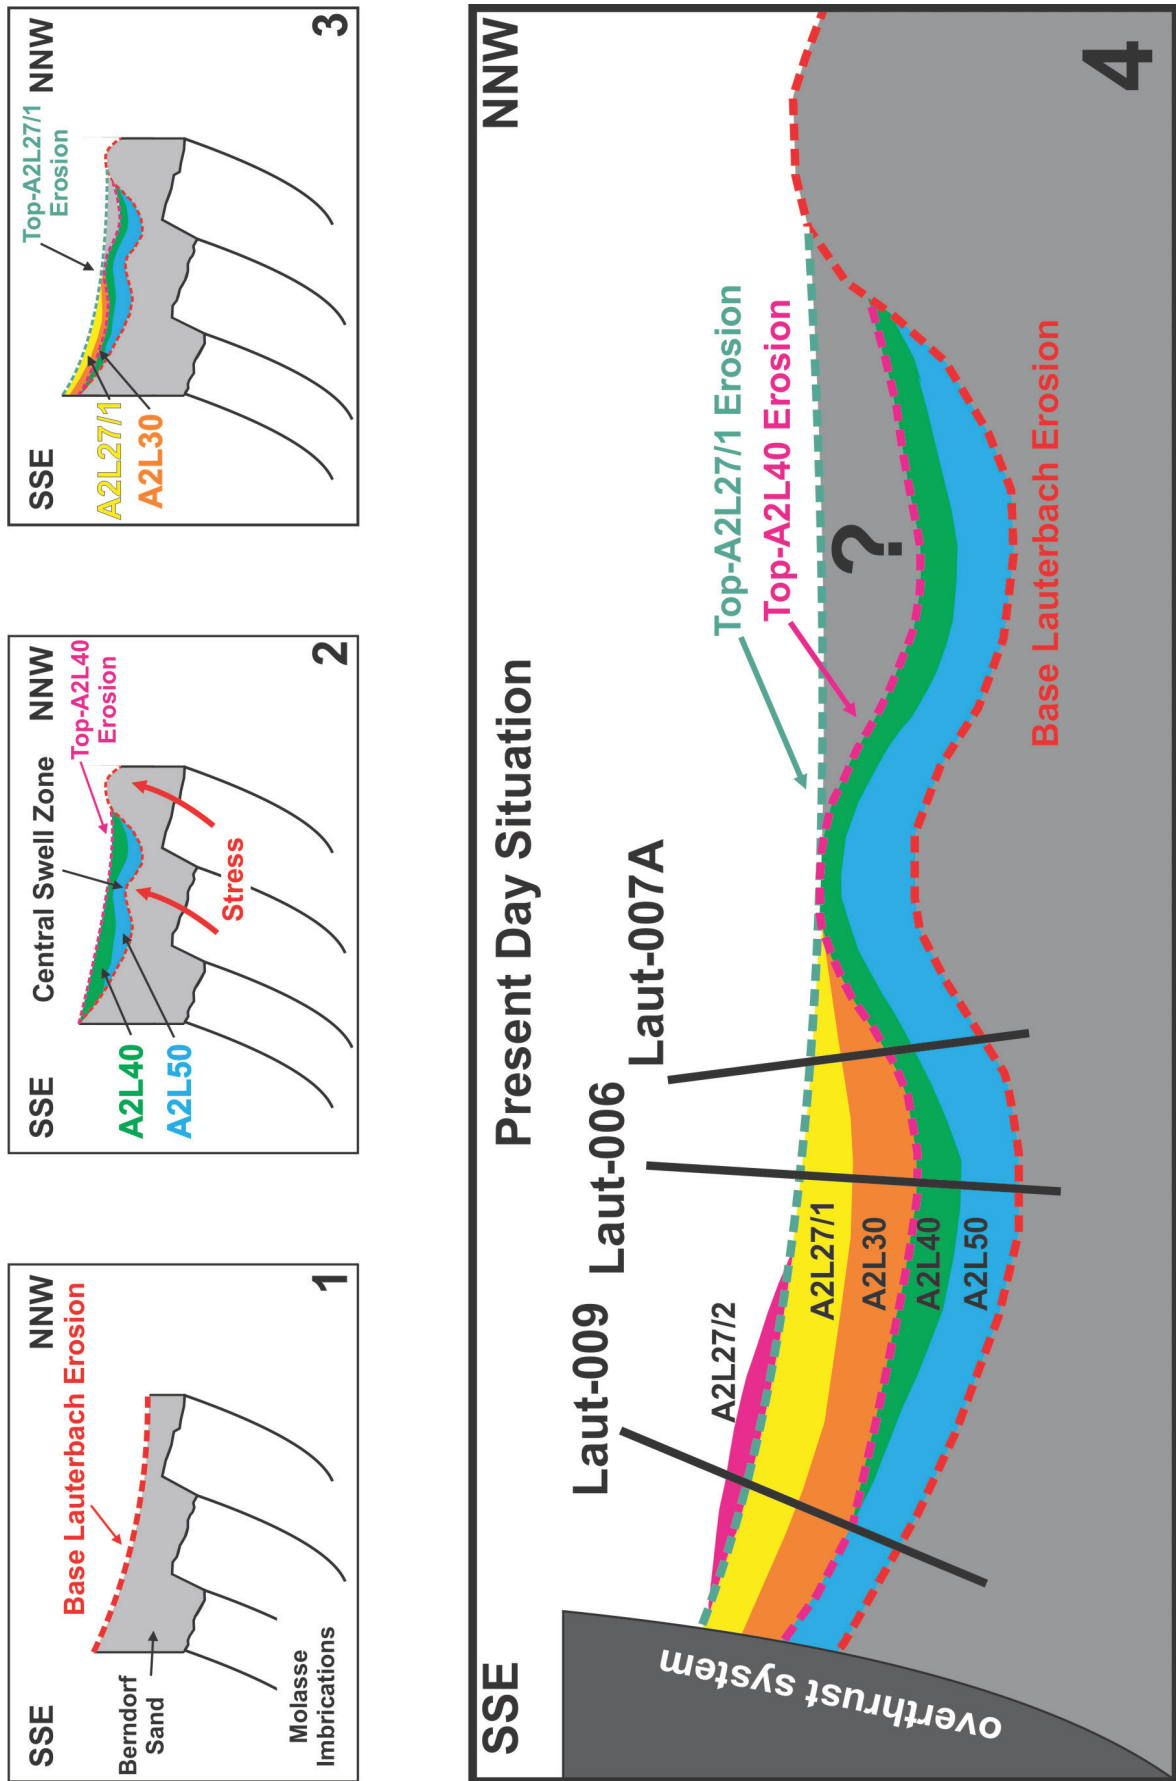 SSE
NNW
Base Lauterbach Erosion
Berndorf
Sand
Molasse
Imbrications
1
SSE
Central Swell Zone
NNW
Top-A2L40
Erosion
A2L40
A2L50
Stress
2
SSE
NNW
Top-A2L27/1
Erosion
A2L27/1
A2L30
3
SSE
Present Day Situation
NNW
Laut-009
Laut-006
Laut-007A
Top-A2L27/1 Erosion
Top-A2L40 Erosion
A2L27/2
A2L27/1
A2L30
A2L40
A2L50
?
overthrust system
Base Lauterbach Erosion
4